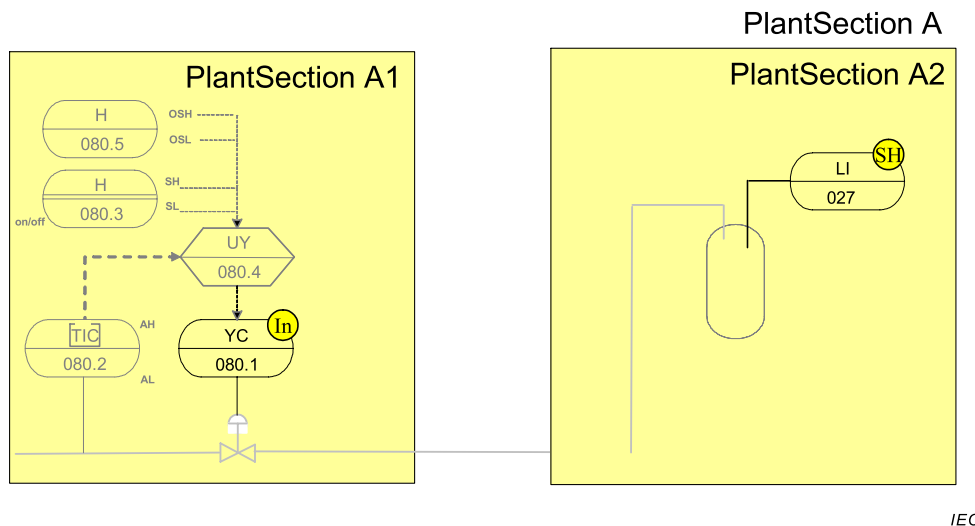 PlantSection A
PlantSection A1
PlantSection A2
H
080.5
OSH
OSL
H
080.3
SH
SL
on/off
UY
080.4
TIC
080.2
AH
AL
YC
080.1
In
SH
LI
027
IEC